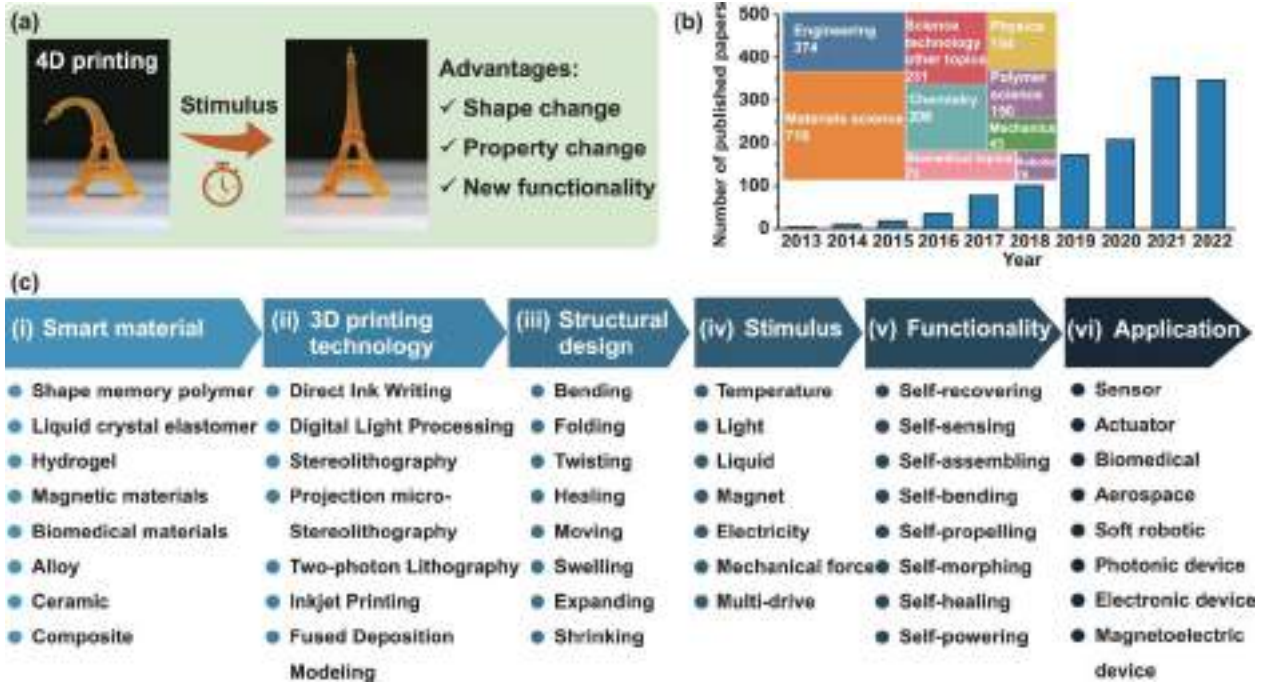 (a)
4D printing
Stimulus
Advantages:
✓ Shape change
✓ Property change
✓ New functionality
(b)
Number of published papers
500
400
300
200
100
0
Engineering
374
Materials science
Science
technology
other topics
Chemistry
Physics
Polymer
science
190
Mechanics
2013 2014 2015 2016 2017 2018 2019 2020 2021 2022
Year
(c)
(i) Smart material
● Shape memory polymer
● Liquid crystal elastomer
● Hydrogel
● Magnetic materials
● Biomedical materials
● Alloy
● Ceramic
● Composite
(ii) 3D printing
technology
● Direct Ink Writing
● Digital Light Processing
● Stereolithography
● Projection micro-
Stereolithography
● Two-photon Lithography
● Inkjet Printing
● Fused Deposition
Modeling
(iii) Structural
design
● Bending
● Folding
● Twisting
● Healing
● Moving
● Swelling
● Expanding
● Shrinking
(iv) Stimulus
● Temperature
● Light
● Liquid
● Magnet
● Electricity
● Mechanical force
● Multi-drive
(v) Functionality
● Self-recovering
● Self-sensing
● Self-assembling
● Self-bending
● Self-propelling
● Self-morphing
● Self-healing
● Self-powering
(vi) Application
● Sensor
● Actuator
● Biomedical
● Aerospace
● Soft robotic
● Photonic device
● Electronic device
● Magnetoelectric
device